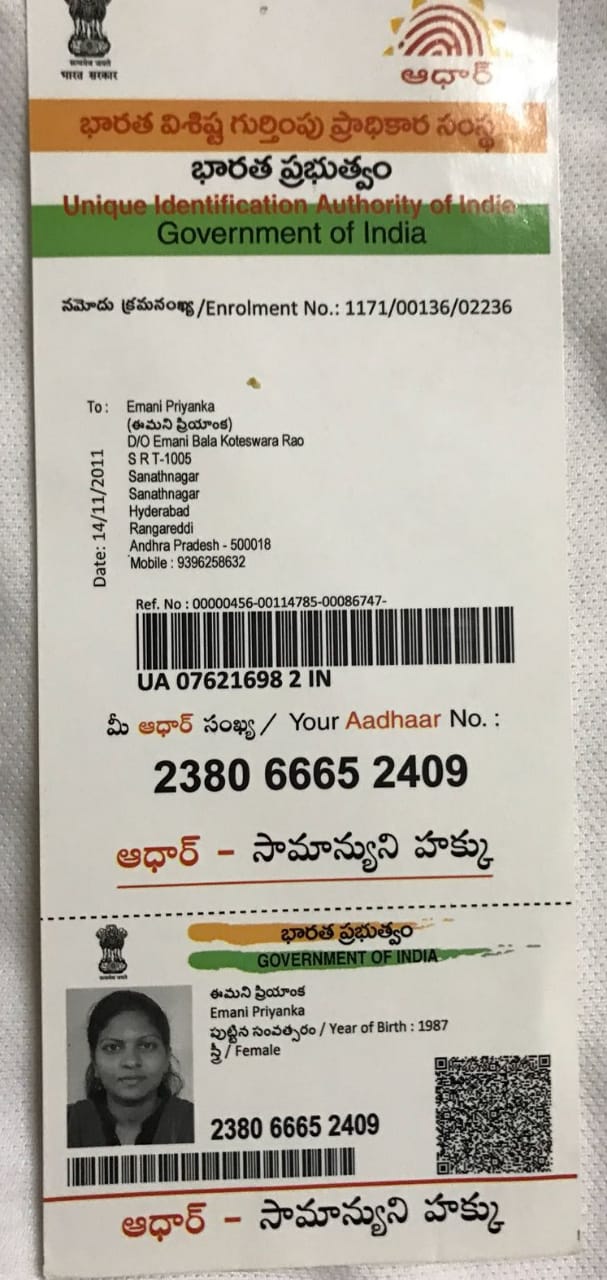 सत्यमेव जयते
भारत सरकार
ఆధార్
భారత విశిష్ట గుర్తింపు ప్రాధికార సంస్థ
భారత ప్రభుత్వం
Unique Identification Authority of India
Government of India
నమోదు క్రమసంఖ్య/Enrolment No.: 1171/00136/02236
To : Emani Priyanka
(ఈమని ప్రియాంక)
D/O Emani Bala Koteswara Rao
S R T-1005
Sanathnagar
Sanathnagar
Hyderabad
Rangareddi
Andhra Pradesh - 500018
Mobile : 9396258632
Date: 14/11/2011
Ref. No : 00000456-00114785-00086747-
UA 07621698 2 IN
మీ ఆధార్ సంఖ్య / Your Aadhaar No. :
2380 6665 2409
ఆధార్ - సామాన్యుని హక్కు
భారత ప్రభుత్వం
GOVERNMENT OF INDIA
ఈమని ప్రియాంక
Emani Priyanka
పుట్టిన సంవత్సరం / Year of Birth : 1987
స్త్రీ / Female
2380 6665 2409
ఆధార్ - సామాన్యుని హక్కు